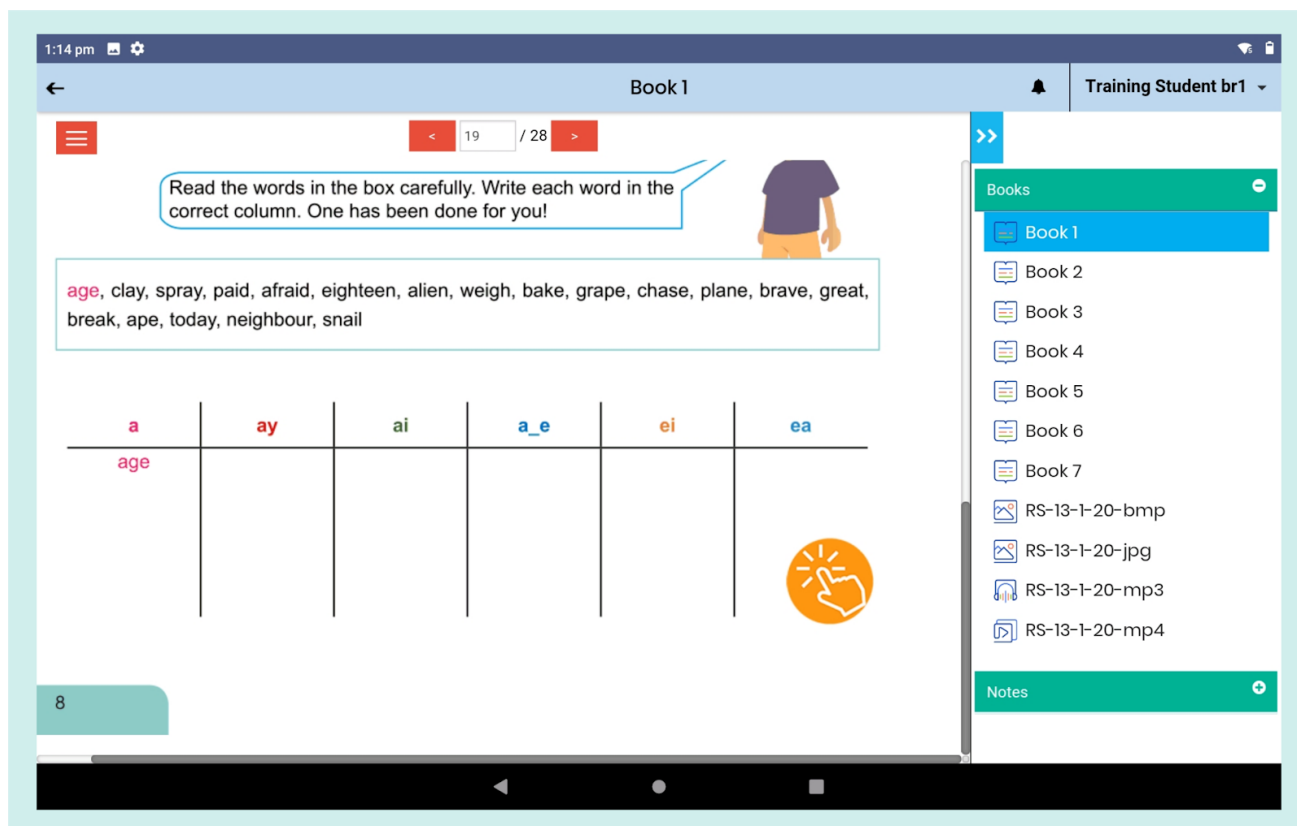 1:14 pm
Book 1
Training Student br1
<
19
/ 28
>
Read the words in the box carefully. Write each word in the
correct column. One has been done for you!
age, clay, spray, paid, afraid, eighteen, alien, weigh, bake, grape, chase, plane, brave, great,
break, ape, today, neighbour, snail
a ay ai a_e ei ea
age
8
Books
Book 1
Book 2
Book 3
Book 4
Book 5
Book 6
Book 7
RS-13-1-20-bmp
RS-13-1-20-jpg
RS-13-1-20-mp3
RS-13-1-20-mp4
Notes